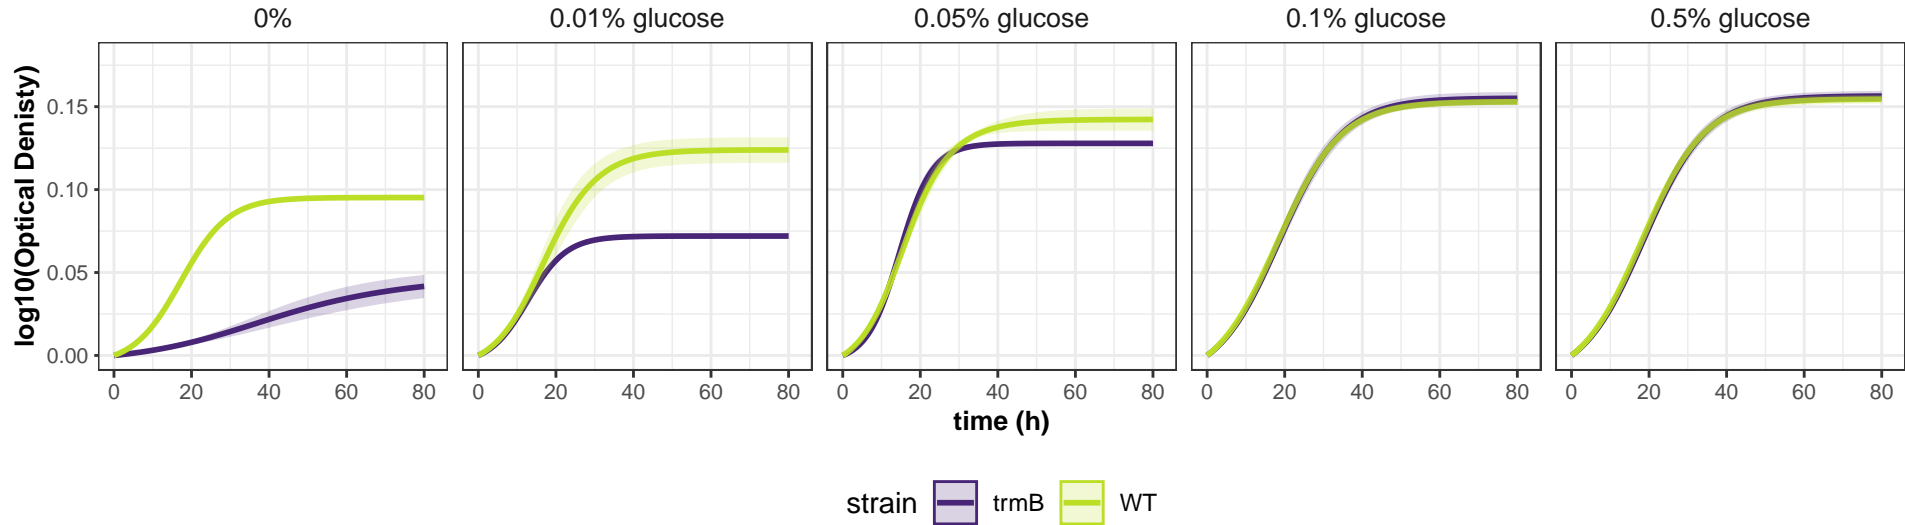 0% 0.01% glucose 0.05% glucose 0.1% glucose 0.5% glucose
log10(Optical Denisty)
0.15
0.10
0.05
0.00
0 20 40 60 80 0 20 40 60 80 0 20 40 60 80 0 20 40 60 80 0 20 40 60 80
time (h)
strain trmB WT